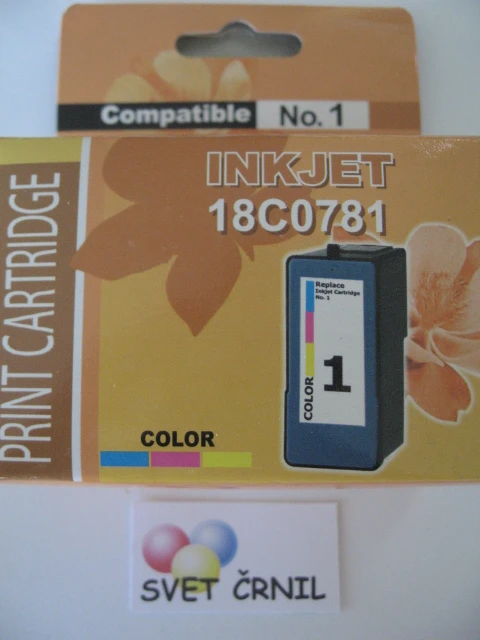 Compatible No. 1
INKJET
18C0781
PRINT CARTRIDGE
Replace
Inkjet Cartridge
No. 1
COLOR
1
COLOR
SVET ČRNIL